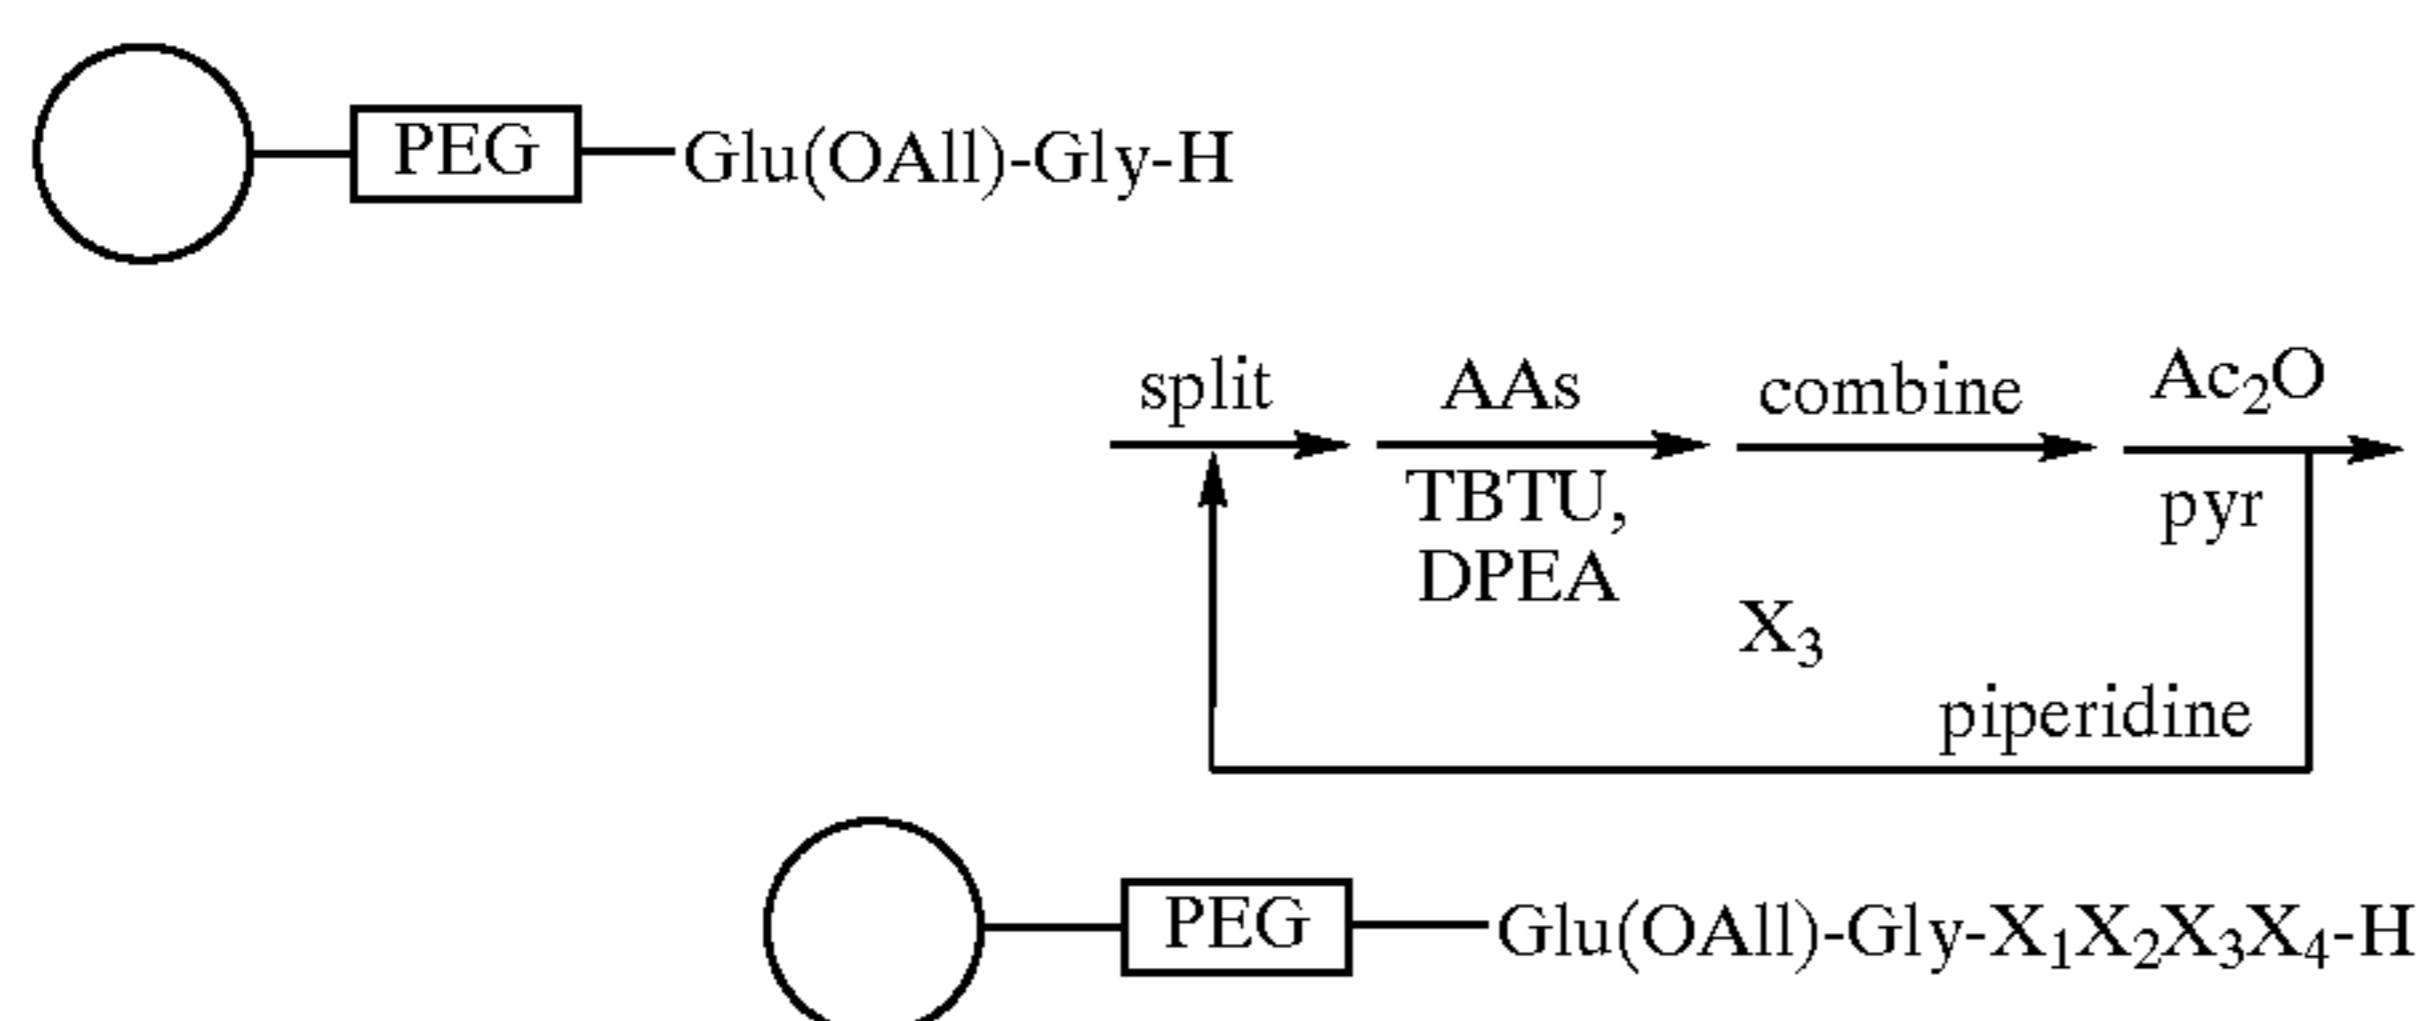 PEG Glu(OAll)-Gly-H
split AAs combine Ac₂O
TBTU, pyr
DPEA
X₃
piperidine
PEG Glu(OAll)-Gly-X₁X₂X₃X₄-H